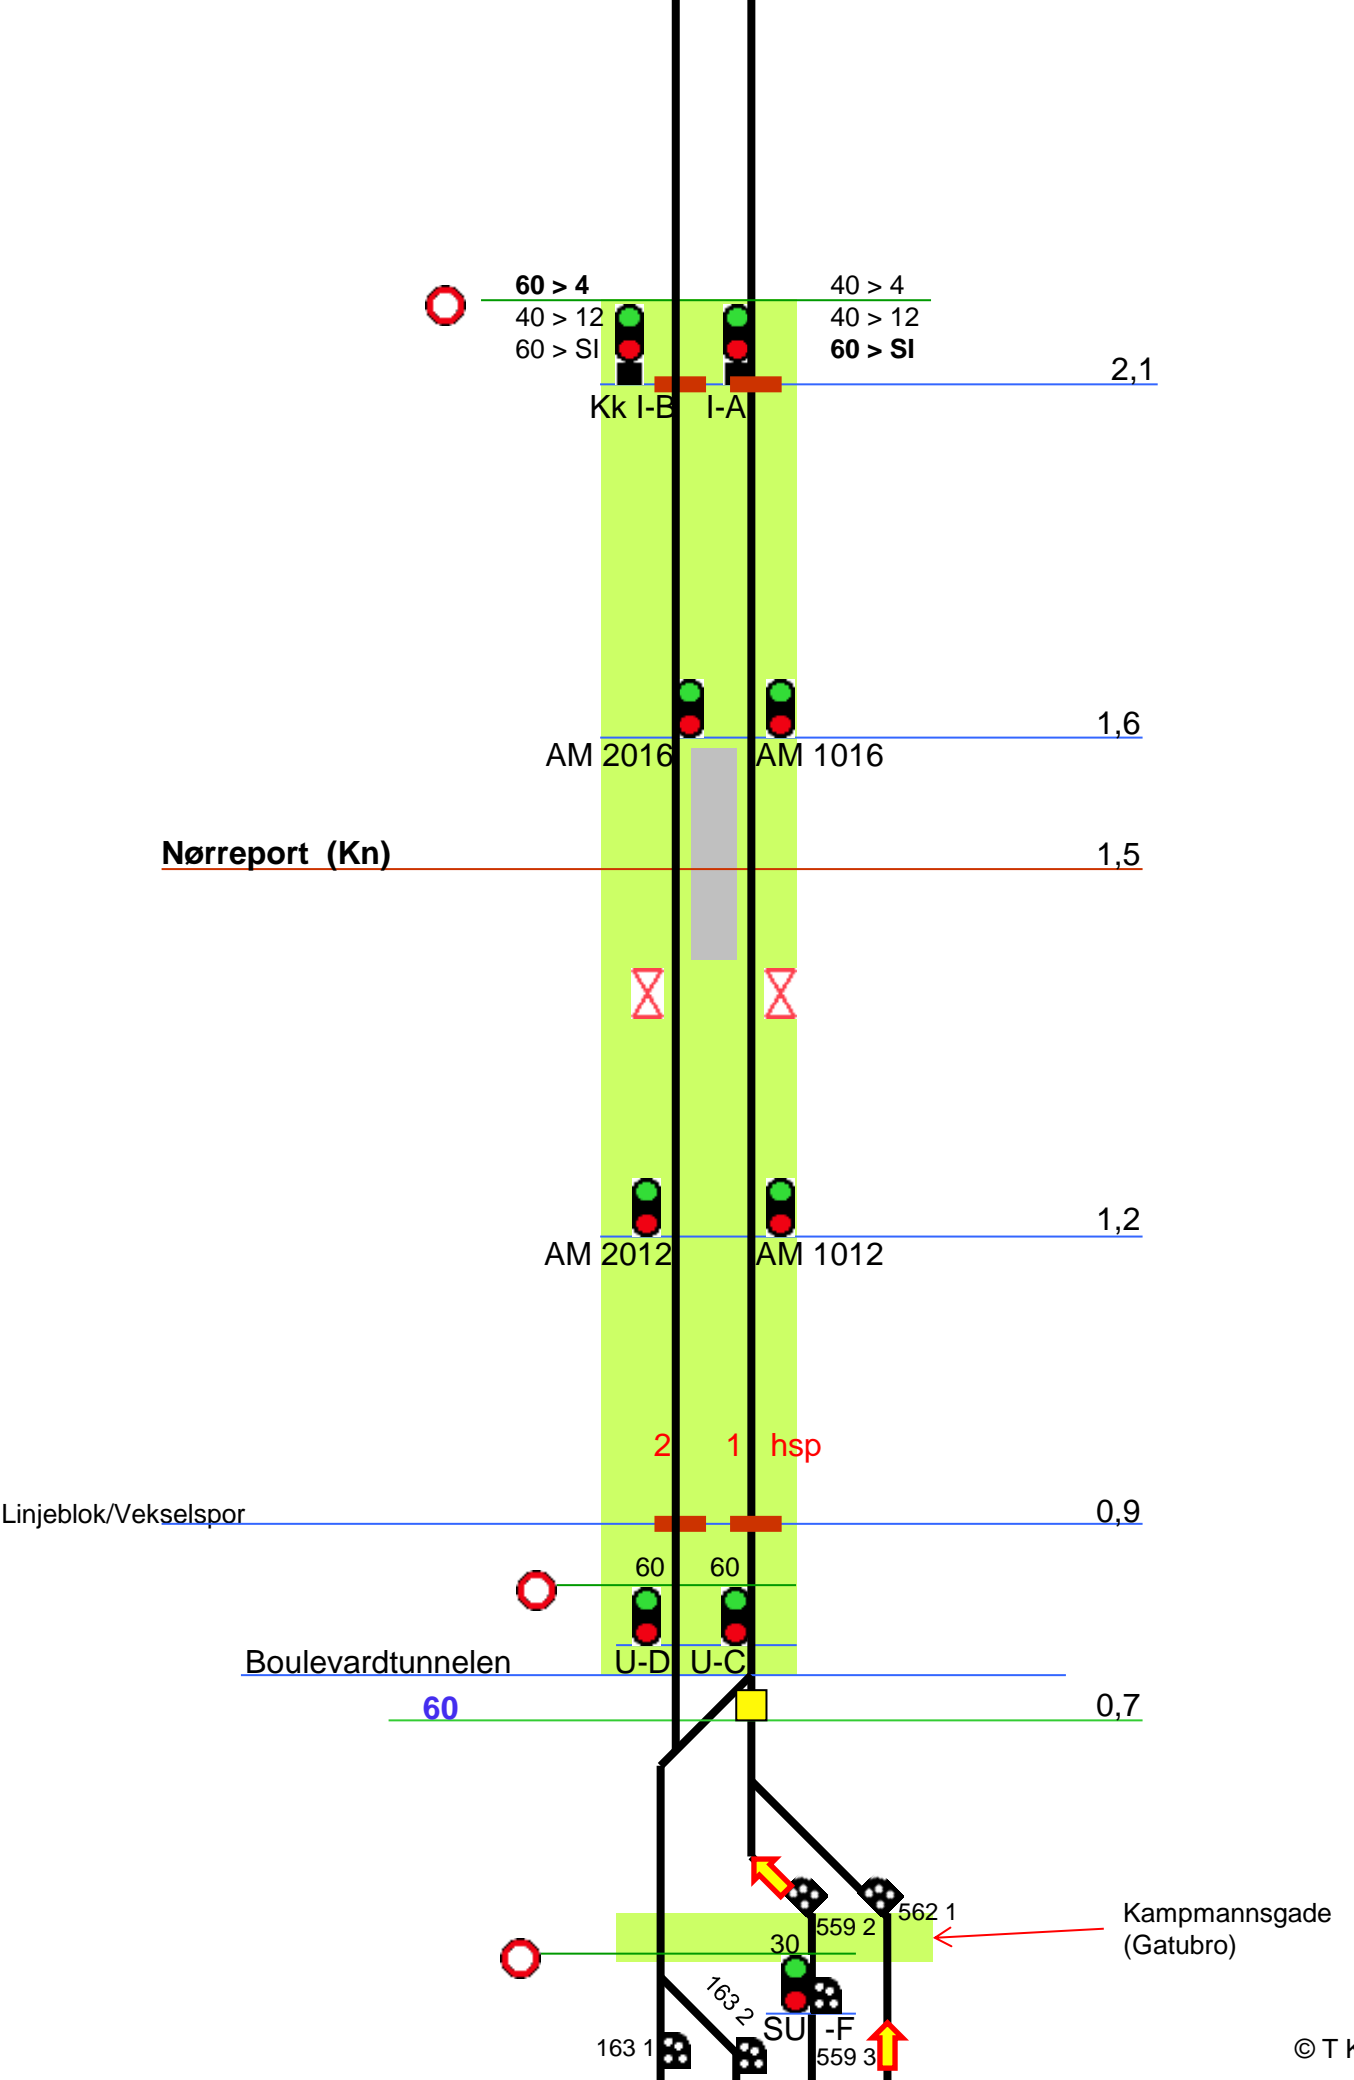 60 > 4
40 > 4
40 > 12
40 > 12
60 > SI
60 > SI
2,1
Kk I-B
I-A
1,6
AM 2016
AM 1016
Nørreport (Kn)
1,5
1,2
AM 2012
AM 1012
2
1
hsp
Linjeblok/Vekselspor
0,9
60
60
Boulevardtunnelen
U-D
U-C
60
0,7
562 1
559 2
Kampmannsgade
(Gatubro)
30
163 2
SU -F
163 1
559 3
© T K